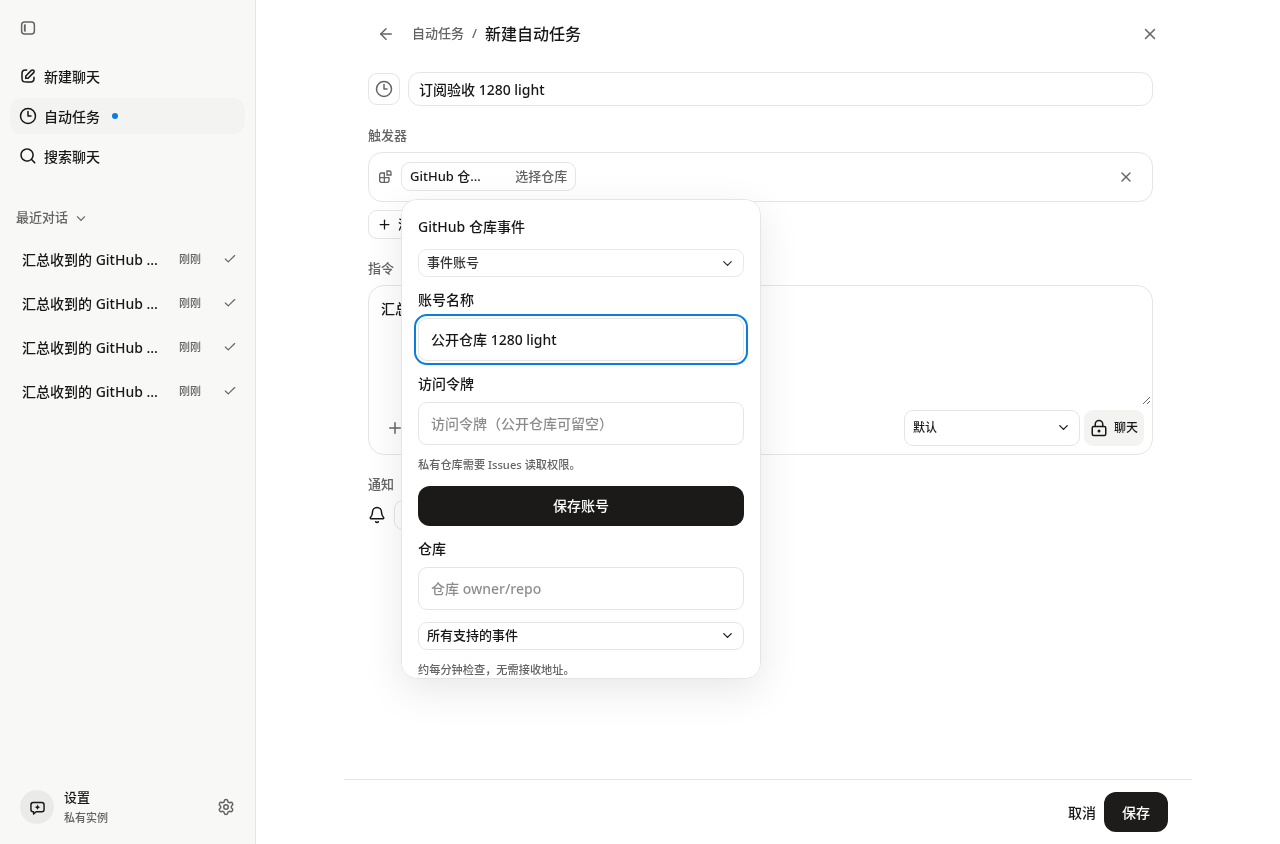 自动任务 / 新建自动任务
新建聊天
自动任务
搜索聊天
最近对话
汇总收到的 GitHub ... 刚刚
汇总收到的 GitHub ... 刚刚
汇总收到的 GitHub ... 刚刚
汇总收到的 GitHub ... 刚刚
设置
私有实例
订阅验收 1280 light
触发器
GitHub 仓... 选择仓库
指令
GitHub 仓库事件
事件账号
账号名称
公开仓库 1280 light
访问令牌
访问令牌（公开仓库可留空）
私有仓库需要 Issues 读取权限。
保存账号
仓库
仓库 owner/repo
所有支持的事件
约每分钟检查，无需接收地址。
默认
聊天
通知
取消
保存